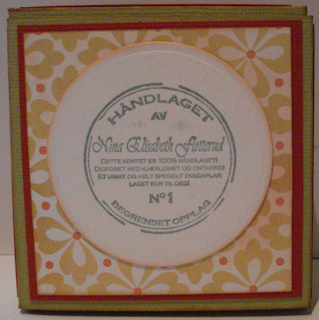 HÅNDLAGET
AV
Nina Elisabeth Fletterud
DETTE KORTET ER 100% HÅNDLAGET!
DESIGNET MED KJÆRLIGHET OG OMTANKE!
ET UNIKT OG HELT SPESIELT EKSEMPLAR
LAGET KUN TIL DEG!
Nº1
BEGRENSET OPPLAG